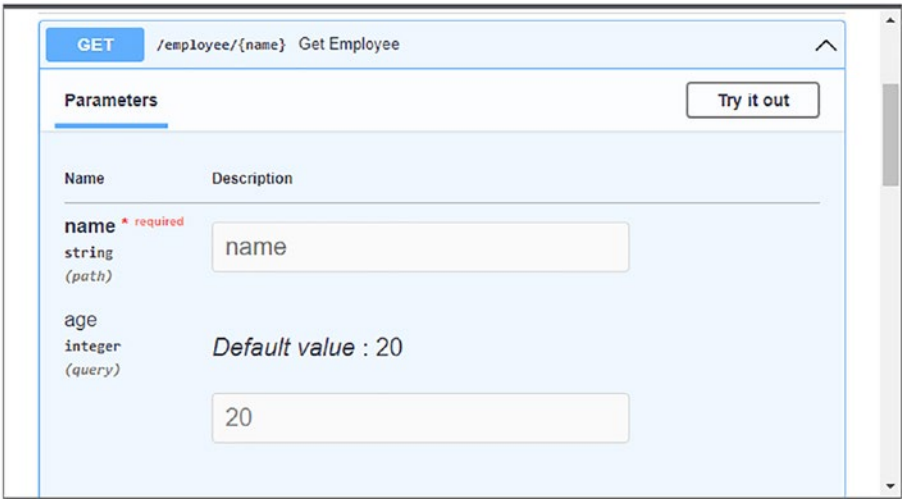 GET /employee/{name} Get Employee
Parameters
Try it out
Name Description
name * required
string
(path)
name
age
integer
(query)
Default value : 20
20